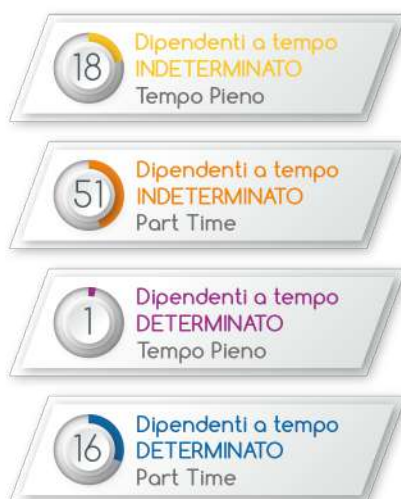 18
Dipendenti a tempo
INDETERMINATO
Tempo Pieno
51
Dipendenti a tempo
INDETERMINATO
Part Time
1
Dipendenti a tempo
DETERMINATO
Tempo Pieno
16
Dipendenti a tempo
DETERMINATO
Part Time